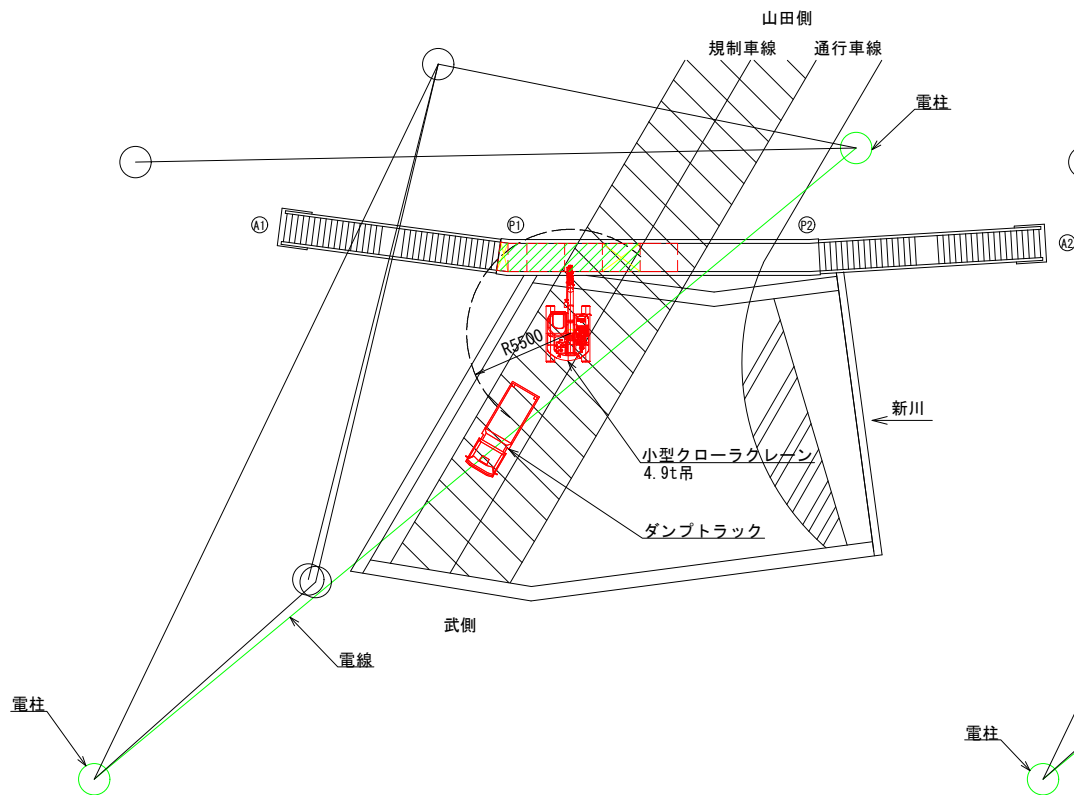 山田側
規制車線
通行車線
電柱
A1
P1
P2
A2
R5500
新川
小型クローラクレーン
4.9t吊
ダンプトラック
武側
電線
電柱
電柱